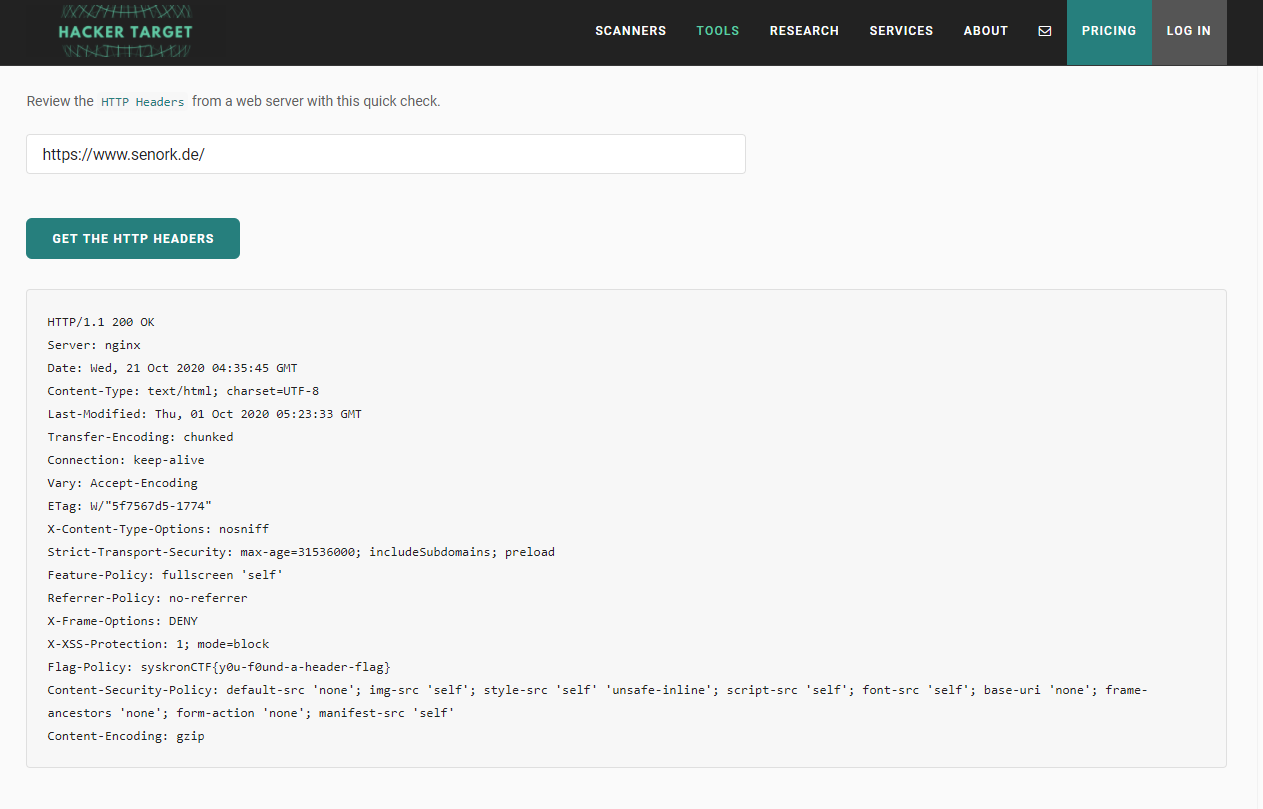 HACKER TARGET
SCANNERS TOOLS RESEARCH SERVICES ABOUT PRICING LOG IN
Review the HTTP Headers from a web server with this quick check.
https://www.senork.de/
GET THE HTTP HEADERS
HTTP/1.1 200 OK
Server: nginx
Date: Wed, 21 Oct 2020 04:35:45 GMT
Content-Type: text/html; charset=UTF-8
Last-Modified: Thu, 01 Oct 2020 05:23:33 GMT
Transfer-Encoding: chunked
Connection: keep-alive
Vary: Accept-Encoding
ETag: W/"5f7567d5-1774"
X-Content-Type-Options: nosniff
Strict-Transport-Security: max-age=31536000; includeSubdomains; preload
Feature-Policy: fullscreen 'self'
Referrer-Policy: no-referrer
X-Frame-Options: DENY
X-XSS-Protection: 1; mode=block
Flag-Policy: syskronCTF{y0u-f0und-a-header-flag}
Content-Security-Policy: default-src 'none'; img-src 'self'; style-src 'self' 'unsafe-inline'; script-src 'self'; font-src 'self'; base-uri 'none'; frame-
ancestors 'none'; form-action 'none'; manifest-src 'self'
Content-Encoding: gzip